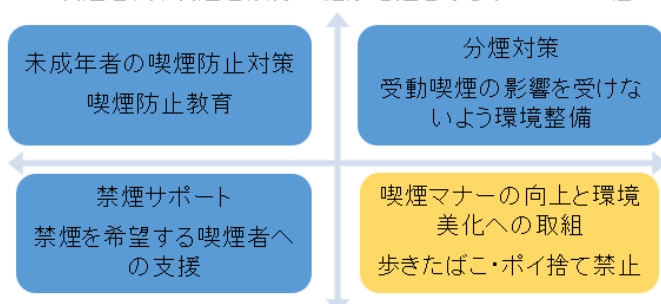 未成年者の喫煙防止対策
喫煙防止教育
分煙対策
受動喫煙の影響を受けな
いよう環境整備
禁煙サポート
禁煙を希望する喫煙者へ
の支援
喫煙マナーの向上と環境
美化への取組
歩きたばこ・ポイ捨て禁止